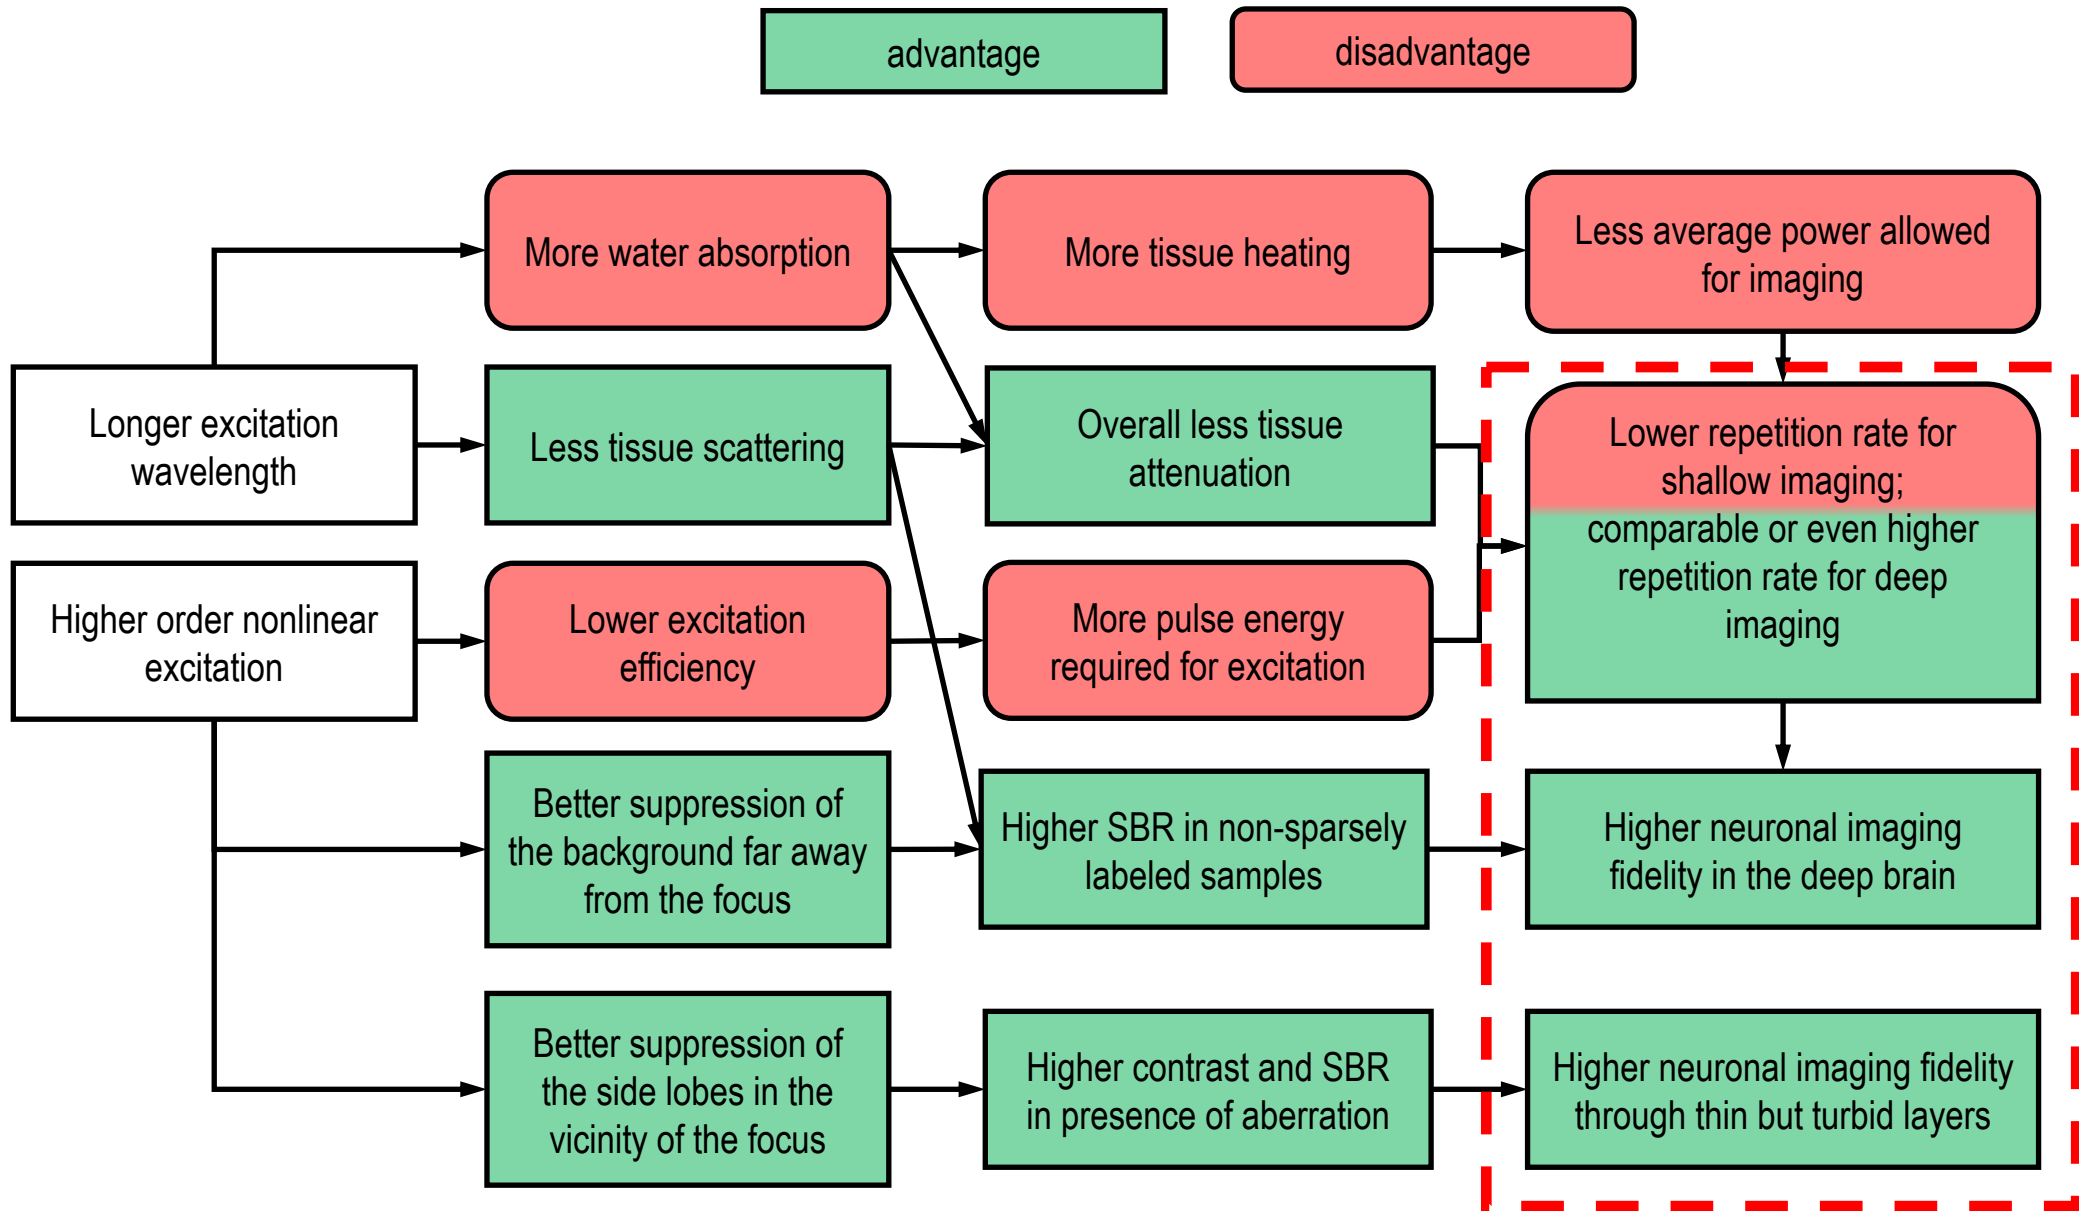 advantage
disadvantage
More water absorption
More tissue heating
Less average power allowed
for imaging
Longer excitation
wavelength
Less tissue scattering
Overall less tissue
attenuation
Lower repetition rate for
shallow imaging;
comparable or even higher
repetition rate for deep
imaging
Higher order nonlinear
excitation
Lower excitation
efficiency
More pulse energy
required for excitation
Better suppression of
the background far away
from the focus
Higher SBR in non-sparsely
labeled samples
Higher neuronal imaging
fidelity in the deep brain
Better suppression of
the side lobes in the
vicinity of the focus
Higher contrast and SBR
in presence of aberration
Higher neuronal imaging fidelity
through thin but turbid layers